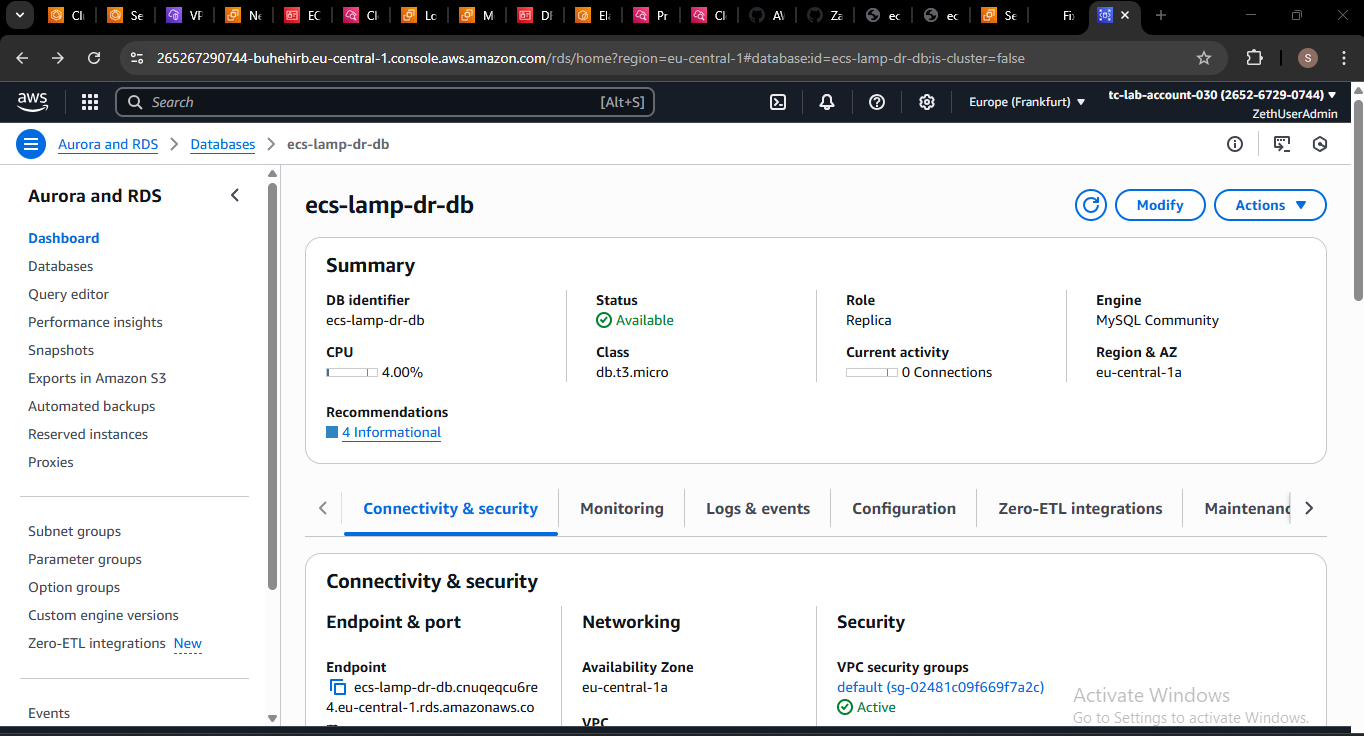 Cl
Se
VP
Ne
EC
Cl
Lo
M
Dl
Ela
Pr
Cl
AV
Za
ec
ec
Se
Fi
265267290744-buhehirb.eu-central-1.console.aws.amazon.com/rds/home?region=eu-central-1#database:id=ecs-lamp-dr-db;is-cluster=false
S
aws
Search
[Alt+S]
Europe (Frankfurt)
tc-lab-account-030 (2652-6729-0744)
ZethUserAdmin
Aurora and RDS
Databases
ecs-lamp-dr-db
Aurora and RDS
Dashboard
Databases
Query editor
Performance insights
Snapshots
Exports in Amazon S3
Automated backups
Reserved instances
Proxies
Subnet groups
Parameter groups
Option groups
Custom engine versions
Zero-ETL integrations New
Events
ecs-lamp-dr-db
Modify
Actions
Summary
DB identifier
ecs-lamp-dr-db
Status
Available
Role
Replica
Engine
MySQL Community
CPU
4.00%
Class
db.t3.micro
Current activity
0 Connections
Region & AZ
eu-central-1a
Recommendations
4 Informational
Connectivity & security
Monitoring
Logs & events
Configuration
Zero-ETL integrations
Maintenanc
Connectivity & security
Endpoint & port
Endpoint
ecs-lamp-dr-db.cnuqeqcu6re
4.eu-central-1.rds.amazonaws.co
Networking
Availability Zone
eu-central-1a
VPC
Security
VPC security groups
default (sg-02481c09f669f7a2c)
Active
Activate Windows
Go to Settings to activate Windows.